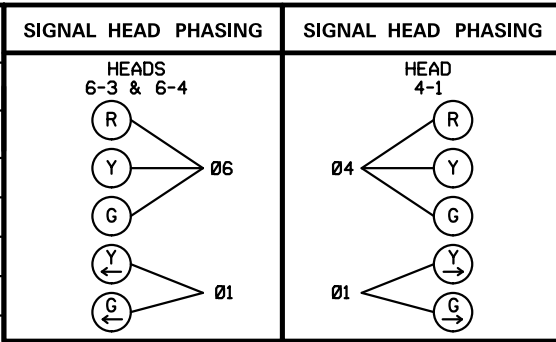 SIGNAL HEAD PHASING
HEADS
6-3 & 6-4
R
Y
G
Ø6
Y
G
Ø1
SIGNAL HEAD PHASING
HEAD
4-1
R
Y
G
Ø4
Y
G
Ø1